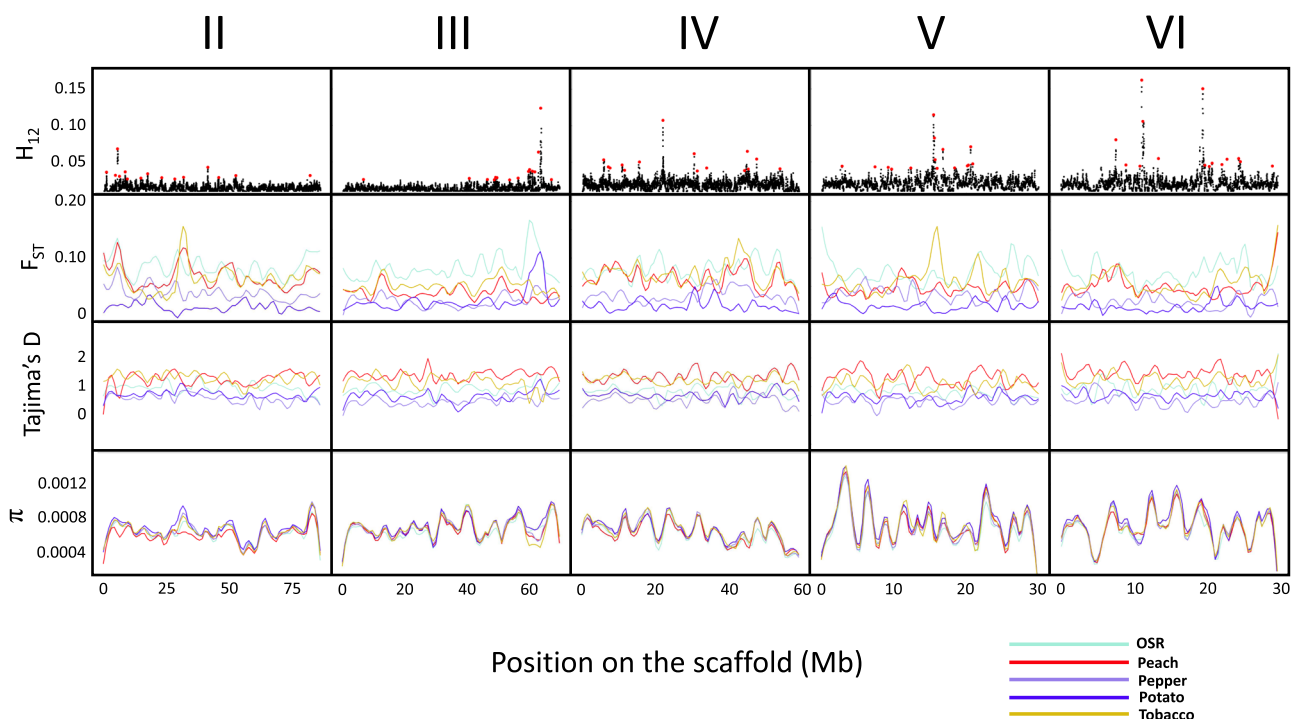 II III IV V VI
H12
0.15
0.10
0.05
FST
0.20
0.10
0
Tajima's D
2
1
0
π
0.0012
0.0008
0.0004
0 25 50 75 0 20 40 60 0 20 40 60 0 10 20 30 0 10 20 30
Position on the scaffold (Mb)
OSR
Peach
Pepper
Potato
Tobacco